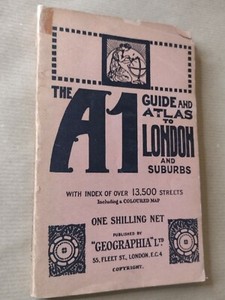 THE A1 GUIDE AND
ATLAS
TO
LONDON
AND
SUBURBS
WITH INDEX OF OVER 13,500 STREETS
Including a COLOURED MAP
ONE SHILLING NET
PUBLISHED BY
"GEOGRAPHIA" LTD
55, FLEET ST., LONDON. E.C. 4
COPYRIGHT.